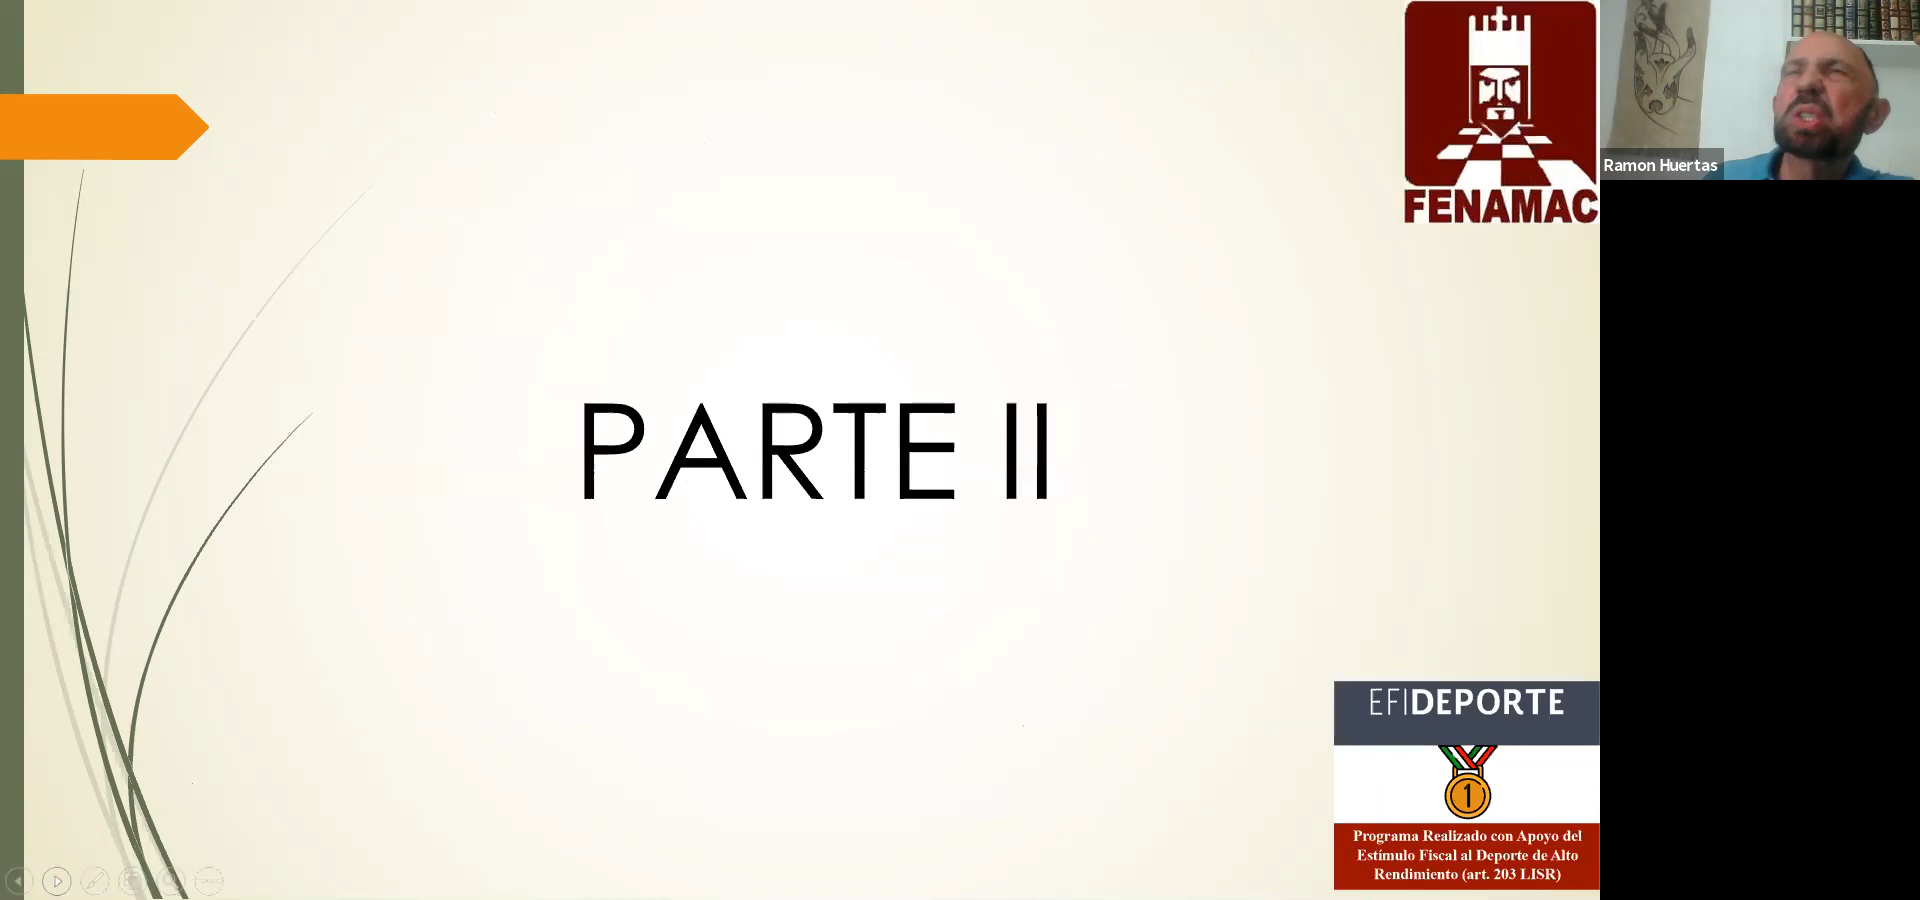 FENAMAC
Ramon Huertas
PARTE II
EFIDEPORTE
1
Programa Realizado con Apoyo del
Estímulo Fiscal al Deporte de Alto
Rendimiento (art. 203 LISR)